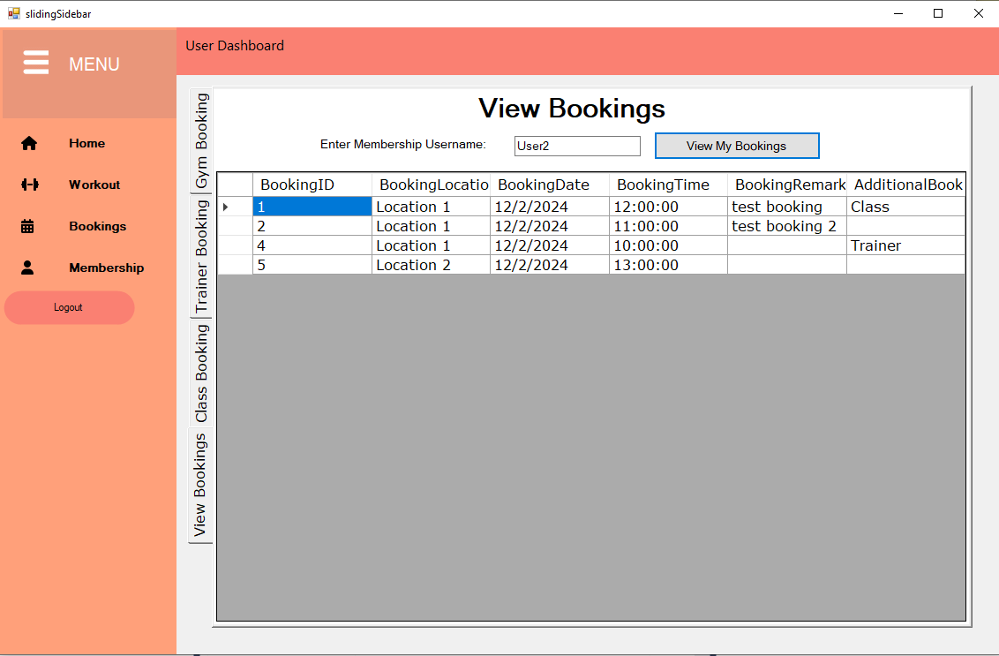 slidingSidebar
User Dashboard
MENU
Home
Workout
Bookings
Membership
Logout
Gym Booking
Trainer Booking
Class Booking
View Bookings
View Bookings
Enter Membership Username: User2 View My Bookings
BookingID BookingLocatio BookingDate BookingTime BookingRemark AdditionalBook
1 Location 1 12/2/2024 12:00:00 test booking Class
2 Location 1 12/2/2024 11:00:00 test booking 2
4 Location 1 12/2/2024 10:00:00 Trainer
5 Location 2 12/2/2024 13:00:00